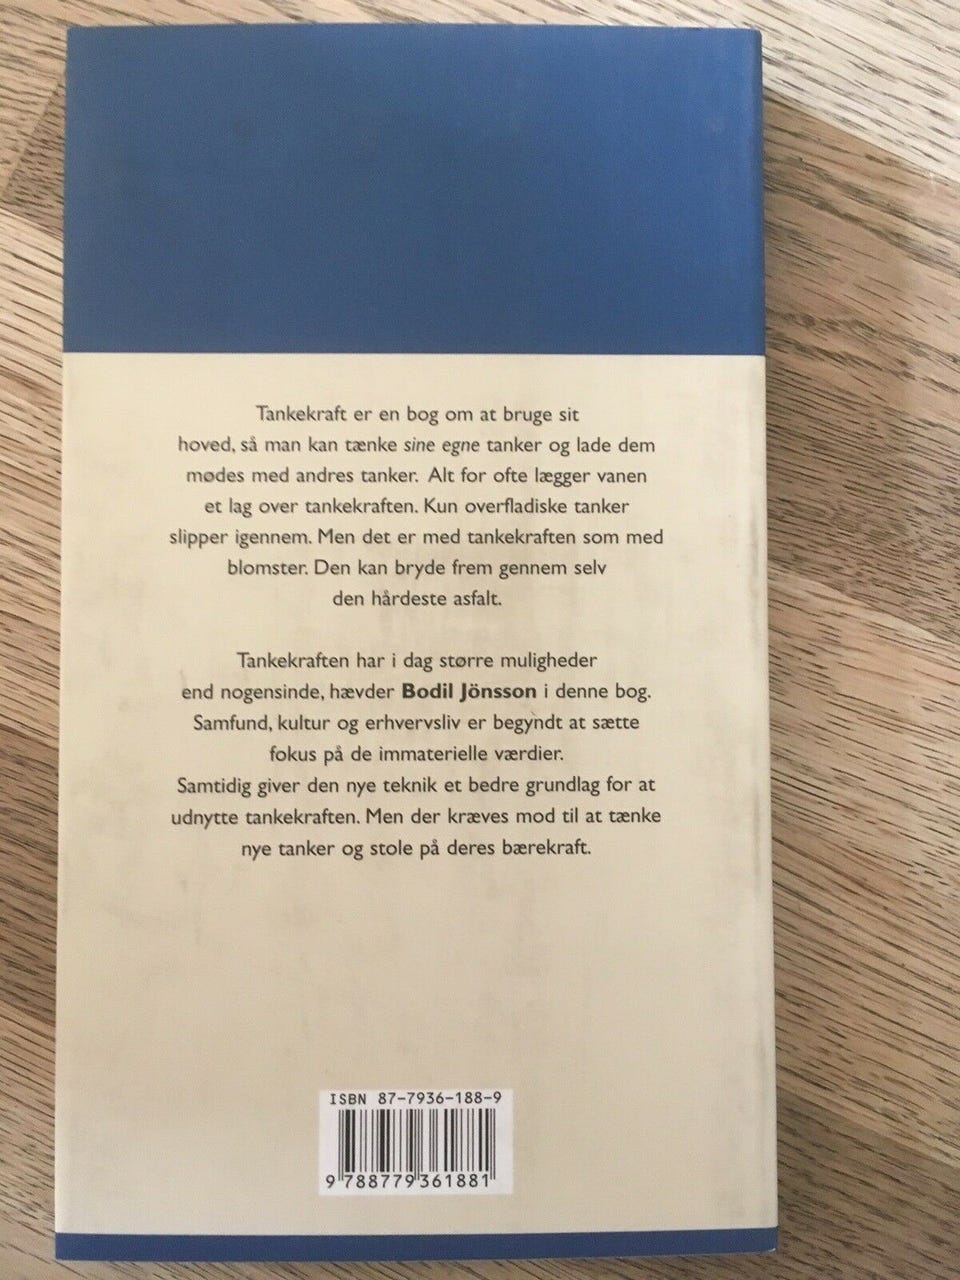 Tankekraft er en bog om at bruge sit
hoved, så man kan tænke sine egne tanker og lade dem
mødes med andres tanker. Alt for ofte lægger vanen
et lag over tankekraften. Kun overfladiske tanker
slipper igennem. Men det er med tankekraften som med
blomster. Den kan bryde frem gennem selv
den hårdeste asfalt.
Tankekraften har i dag større muligheder
end nogensinde, hævder Bodil Jönsson i denne bog.
Samfund, kultur og erhvervsliv er begyndt at sætte
fokus på de immaterielle værdier.
Samtidig giver den nye teknik et bedre grundlag for at
udnytte tankekraften. Men der kræves mod til at tænke
nye tanker og stole på deres bærekraft.
ISBN 87-7936-188-9
9 788779 361881